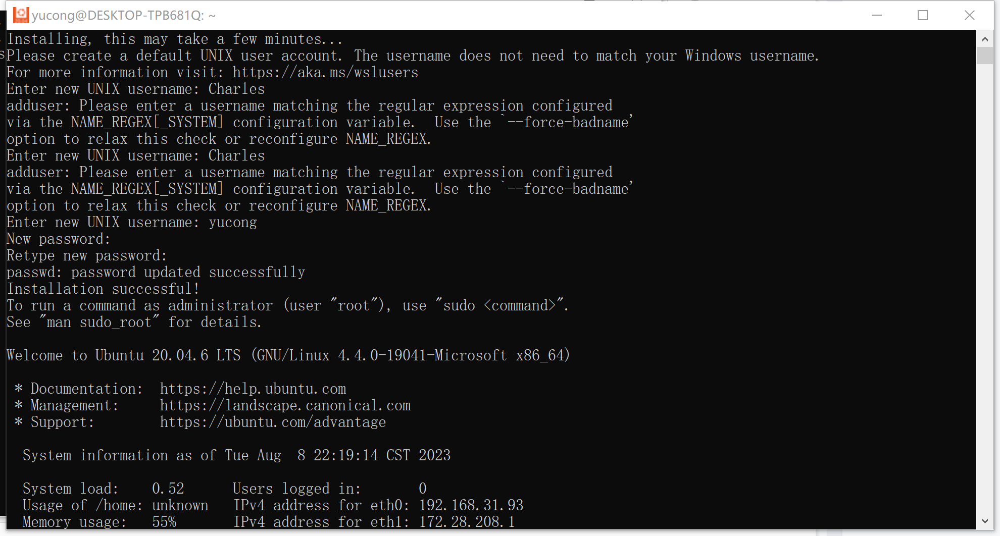 yucong@DESKTOP-TPB681Q: ~
Installing, this may take a few minutes...
Please create a default UNIX user account. The username does not need to match your Windows username.
For more information visit: https://aka.ms/wslusers
Enter new UNIX username: Charles
adduser: Please enter a username matching the regular expression configured
via the NAME_REGEX[_SYSTEM] configuration variable.  Use the `--force-badname'
option to relax this check or reconfigure NAME_REGEX.
Enter new UNIX username: Charles
adduser: Please enter a username matching the regular expression configured
via the NAME_REGEX[_SYSTEM] configuration variable.  Use the `--force-badname'
option to relax this check or reconfigure NAME_REGEX.
Enter new UNIX username: yucong
New password:
Retype new password:
passwd: password updated successfully
Installation successful!
To run a command as administrator (user "root"), use "sudo <command>".
See "man sudo_root" for details.
Welcome to Ubuntu 20.04.6 LTS (GNU/Linux 4.4.0-19041-Microsoft x86_64)
* Documentation:  https://help.ubuntu.com
* Management:     https://landscape.canonical.com
* Support:        https://ubuntu.com/advantage
System information as of Tue Aug  8 22:19:14 CST 2023
System load:    0.52      Users logged in:       0
Usage of /home: unknown   IPv4 address for eth0: 192.168.31.93
Memory usage:   55%       IPv4 address for eth1: 172.28.208.1